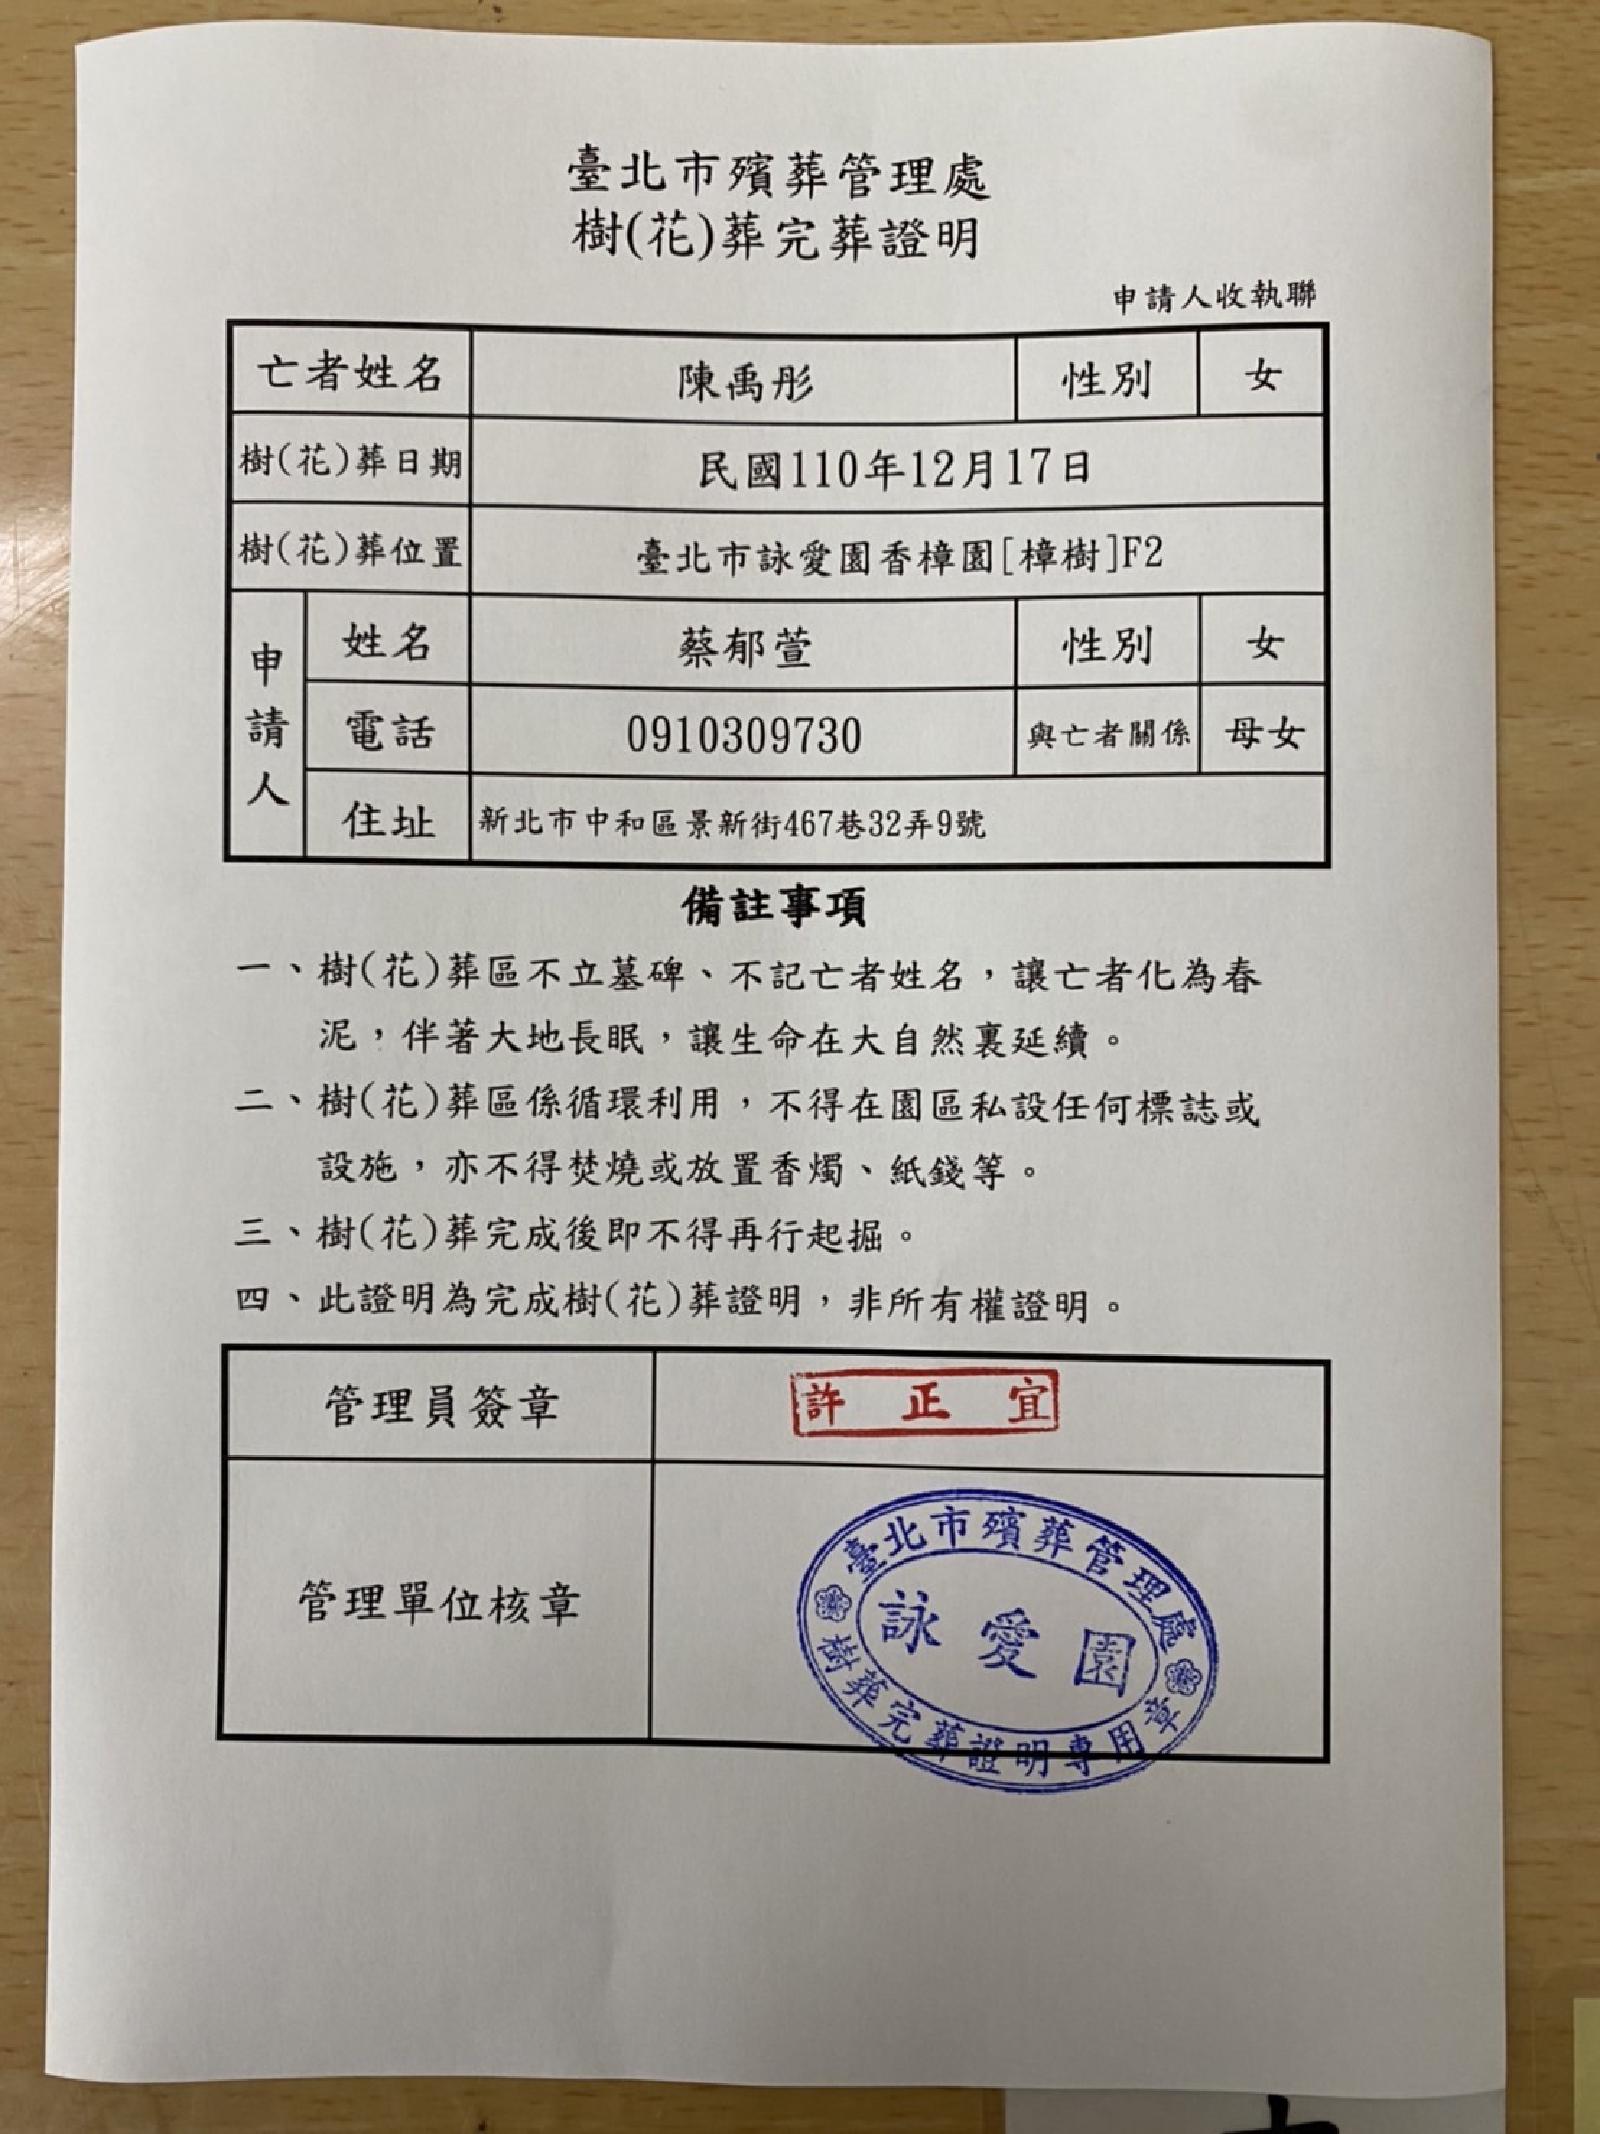 臺北市殯葬管理處
樹(花)葬完葬證明
申請人收執聯
亡者姓名 陳禹彤 性別 女
樹(花)葬日期 民國110年12月17日
樹(花)葬位置 臺北市詠愛園香樟園[樟樹]F2
申請人 姓名 蔡郁萱 性別 女
電話 0910309730 與亡者關係 母女
住址 新北市中和區景新街467巷32弄9號
備註事項
一、樹(花)葬區不立墓碑、不記亡者姓名,讓亡者化為春
泥,伴著大地長眠,讓生命在大自然裏延續。
二、樹(花)葬區係循環利用,不得在園區私設任何標誌或
設施,亦不得焚燒或放置香燭、紙錢等。
三、樹(花)葬完成後即不得再行起掘。
四、此證明為完成樹(花)葬證明,非所有權證明。
管理員簽章 許正宜
管理單位核章
臺北市殯葬管理處
詠愛園
樹葬完葬證明專用章